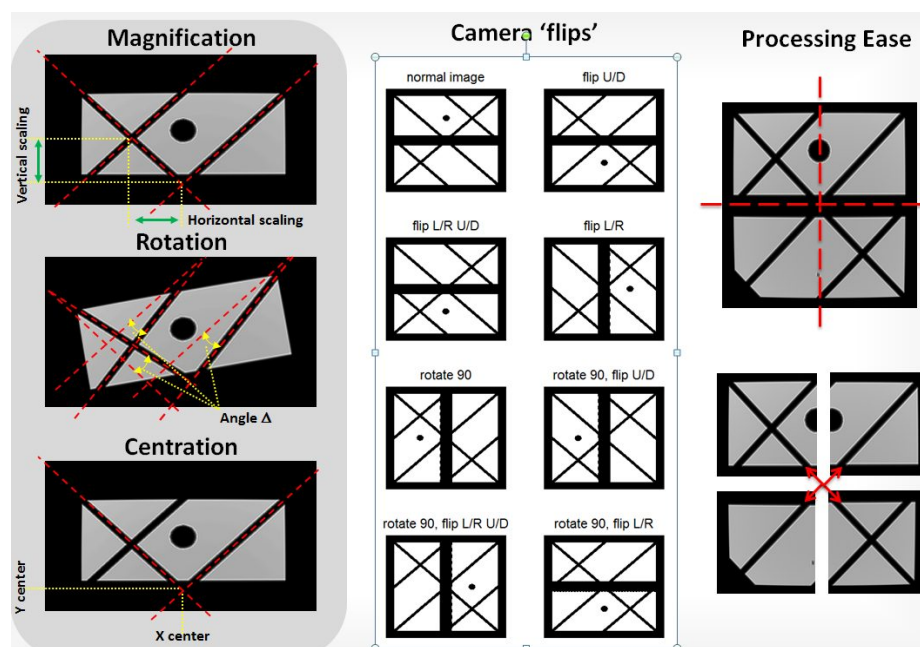 Magnification
Vertical scaling
Horizontal scaling
Rotation
Angle Δ
Centration
Y center
X center
Camera 'flips'
normal image
flip U/D
flip L/R U/D
flip L/R
rotate 90
rotate 90, flip U/D
rotate 90, flip L/R U/D
rotate 90, flip L/R
Processing Ease